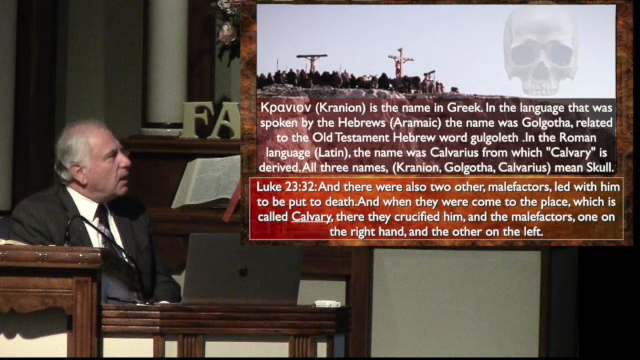 FA
Κρανιον (Kranion) is the name in Greek. In the language that was
spoken by the Hebrews (Aramaic) the name was Golgotha, related
to the Old Testament Hebrew word gulgoleth .In the Roman
language (Latin), the name was Calvarius from which "Calvary" is
derived. All three names, (Kranion, Golgotha, Calvarius) mean Skull.
Luke 23:32: And there were also two other, malefactors, led with him
to be put to death.And when they were come to the place, which is
called Calvary, there they crucified him, and the malefactors, one on
the right hand, and the other on the left.